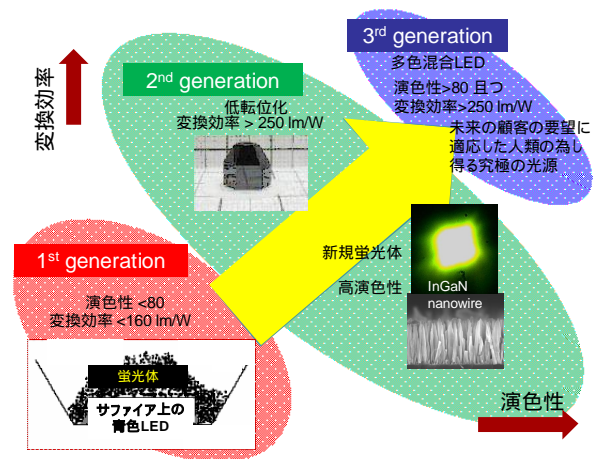 変換効率
3rd generation
多色混合LED
演色性>80 且つ
変換効率>250 lm/W
未来の顧客の要望に
適応した人類の為し
得る究極の光源
2nd generation
低転位化
変換効率 > 250 lm/W
新規蛍光体
高演色性
InGaN
nanowire
1st generation
演色性 <80
変換効率 <160 lm/W
蛍光体
サファイア上の
青色LED
演色性